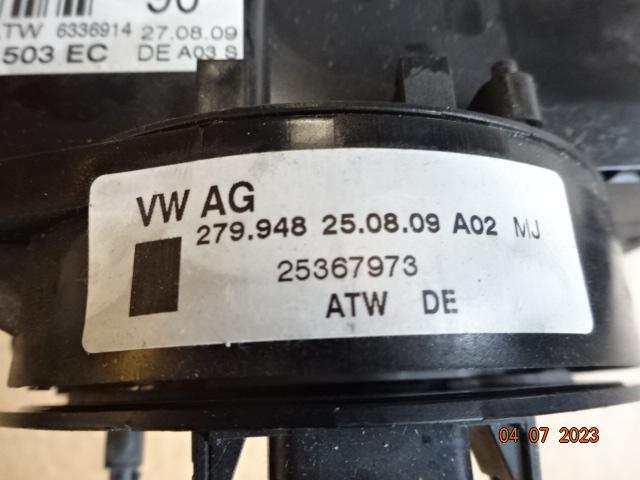 ATW 6336914 27.08.09
503 EC DE A03 S
VW AG
279.948 25.08.09 A02 MJ
25367973
ATW DE
04 07 2023